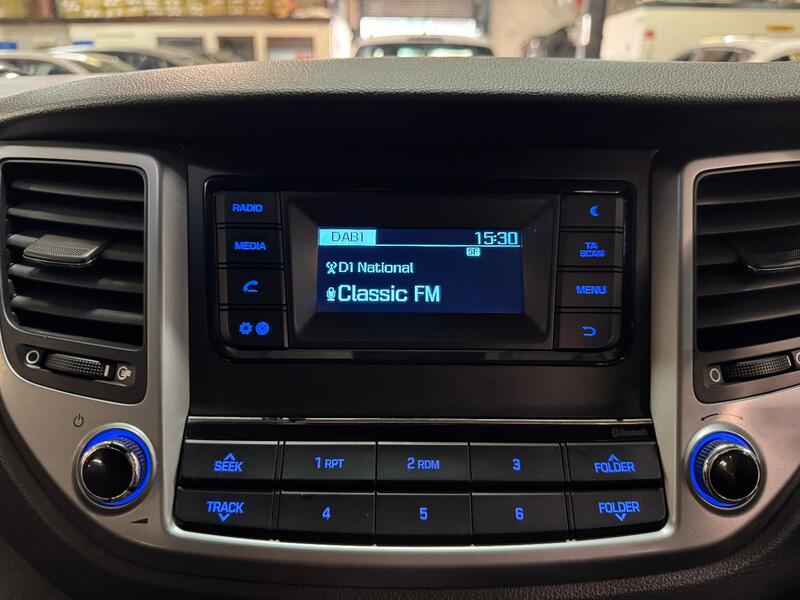 RADIO
MEDIA
DAB1 15:30
SF
D1 National
Classic FM
TA
SCAN
MENU
Bluetooth
SEEK
1 RPT
2 RDM
3
FOLDER
TRACK
4
5
6
FOLDER